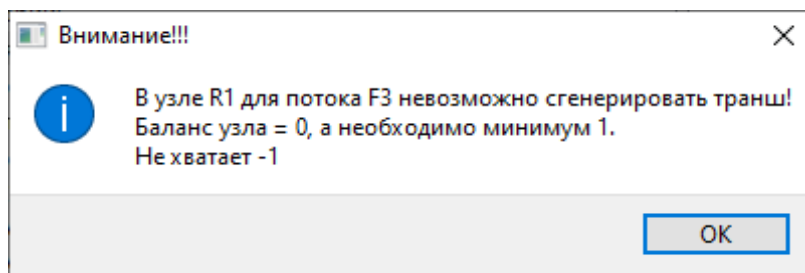 Внимание!!!
В узле R1 для потока F3 невозможно сгенерировать транш!
Баланс узла = 0, а необходимо минимум 1.
Не хватает -1
OK